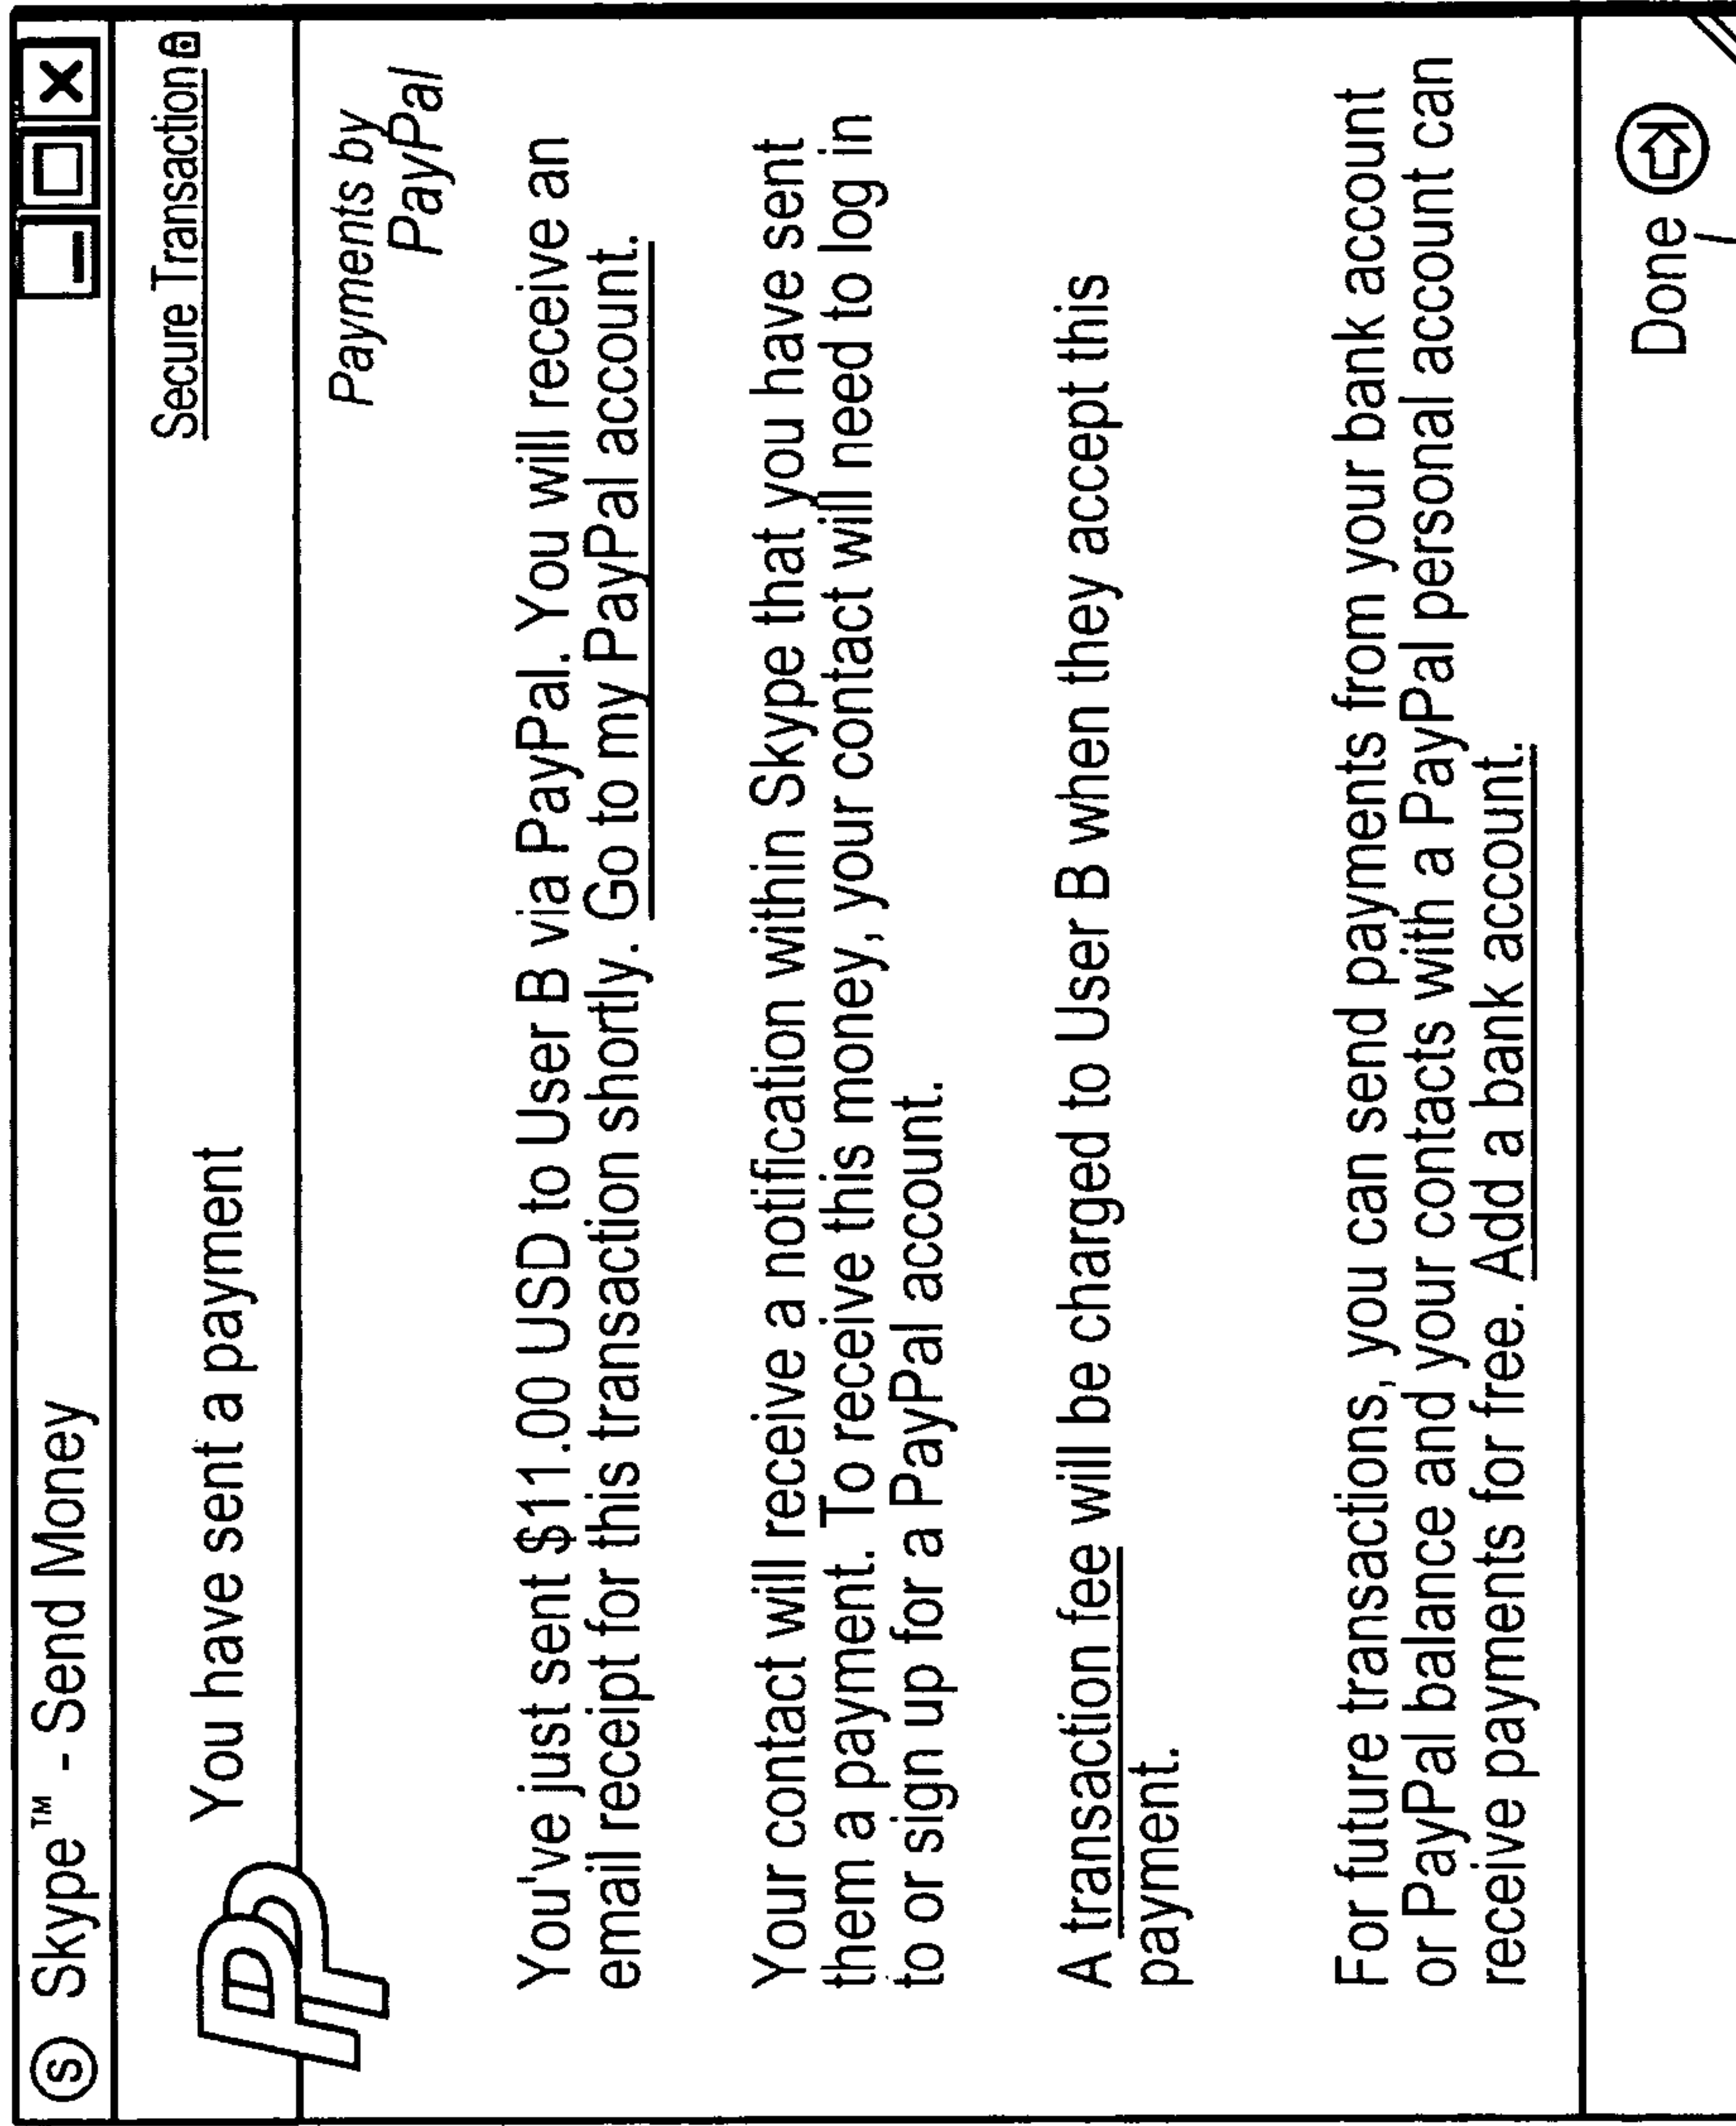 S Skype™ - Send Money
You have sent a payment
Secure Transaction
Payments by
PayPal
You've just sent $11.00 USD to User B via PayPal. You will receive an
email receipt for this transaction shortly. Go to my PayPal account.
Your contact will receive a notification within Skype that you have sent
them a payment. To receive this money, your contact will need to log in
to or sign up for a PayPal account.
A transaction fee will be charged to User B when they accept this
payment.
For future transactions, you can send payments from your bank account
or PayPal balance and your contacts with a PayPal personal account can
receive payments for free. Add a bank account.
Done